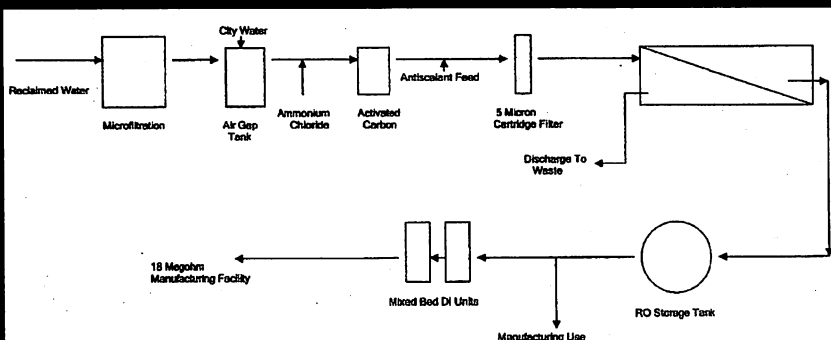 City Water
Reclaimed Water
Microfiltration
Air Gap
Tank
Ammonium
Chloride
Activated
Carbon
Antiscalant Feed
5 Micron
Cartridge Filter
Discharge To
Waste
18 Megohm
Manufacturing Facility
Mixed Bed DI Units
Manufacturing Use
RO Storage Tank